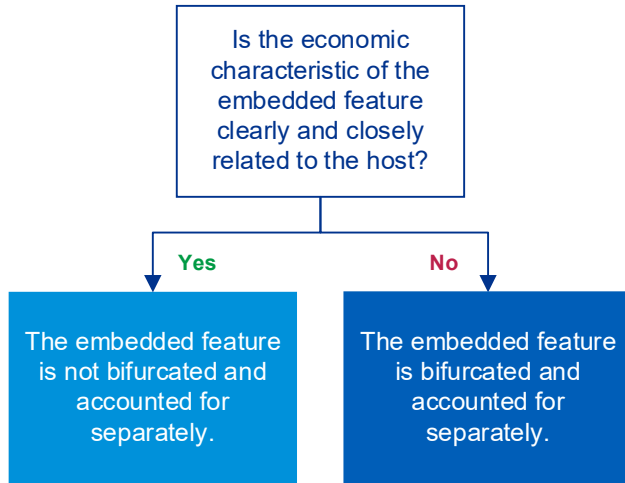 Is the economic
characteristic of the
embedded feature
clearly and closely
related to the host?
Yes
No
The embedded feature
is not bifurcated and
accounted for
separately.
The embedded feature
is bifurcated and
accounted for
separately.